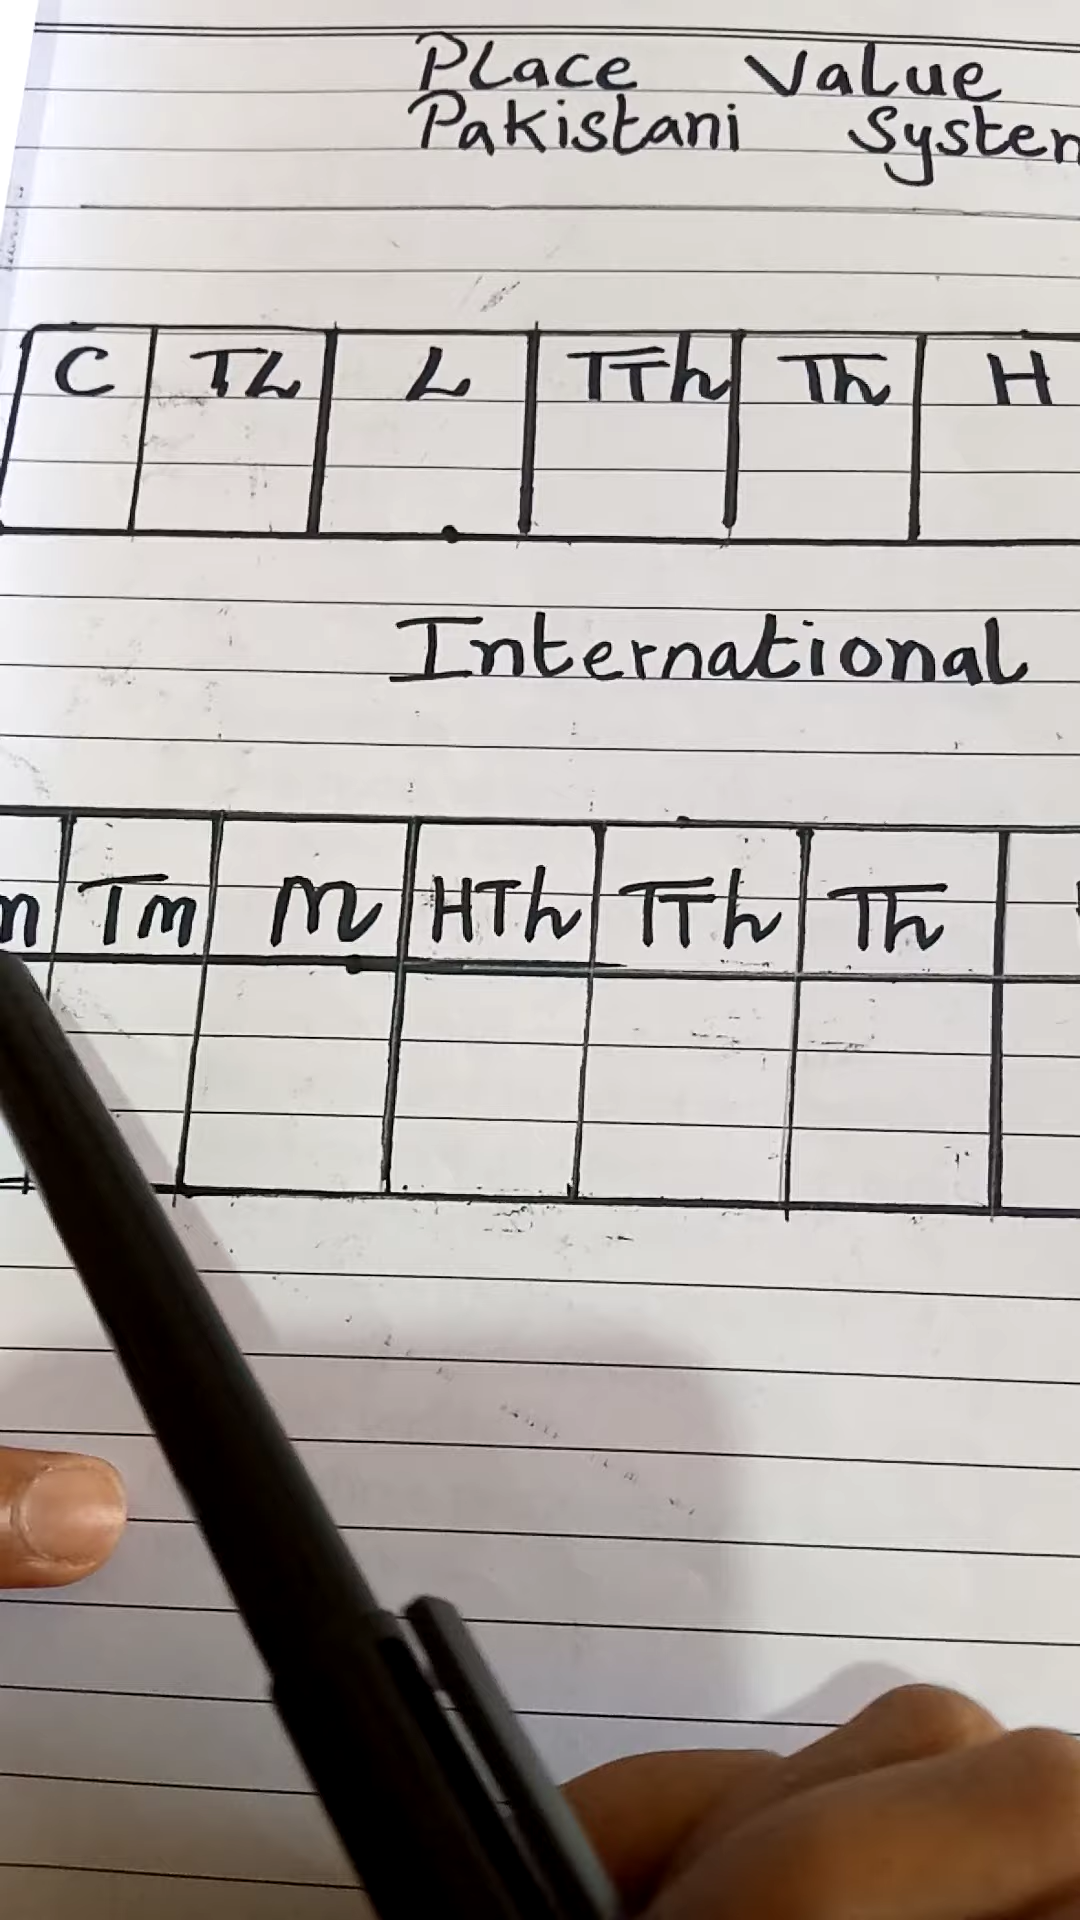 Place Value
Pakistani System
C TL L TTh Th H
International
m Tm m HTh TTh Th